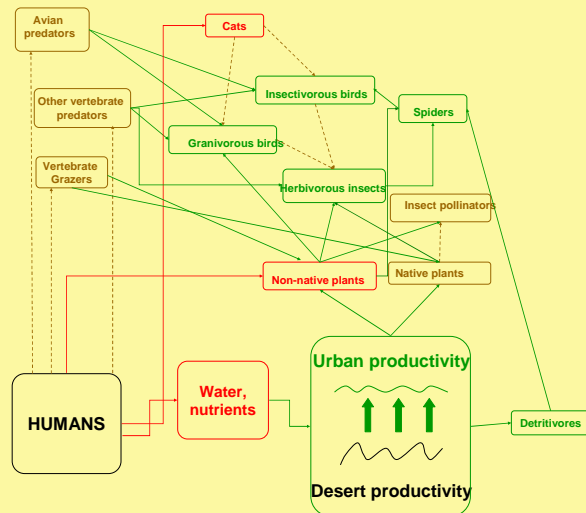 Avian
predators
Cats
Insectivorous birds
Other vertebrate
predators
Spiders
Granivorous birds
Vertebrate
Grazers
Herbivorous insects
Insect pollinators
Non-native plants
Native plants
Urban productivity
Water,
nutrients
HUMANS
Detritivores
Desert productivity